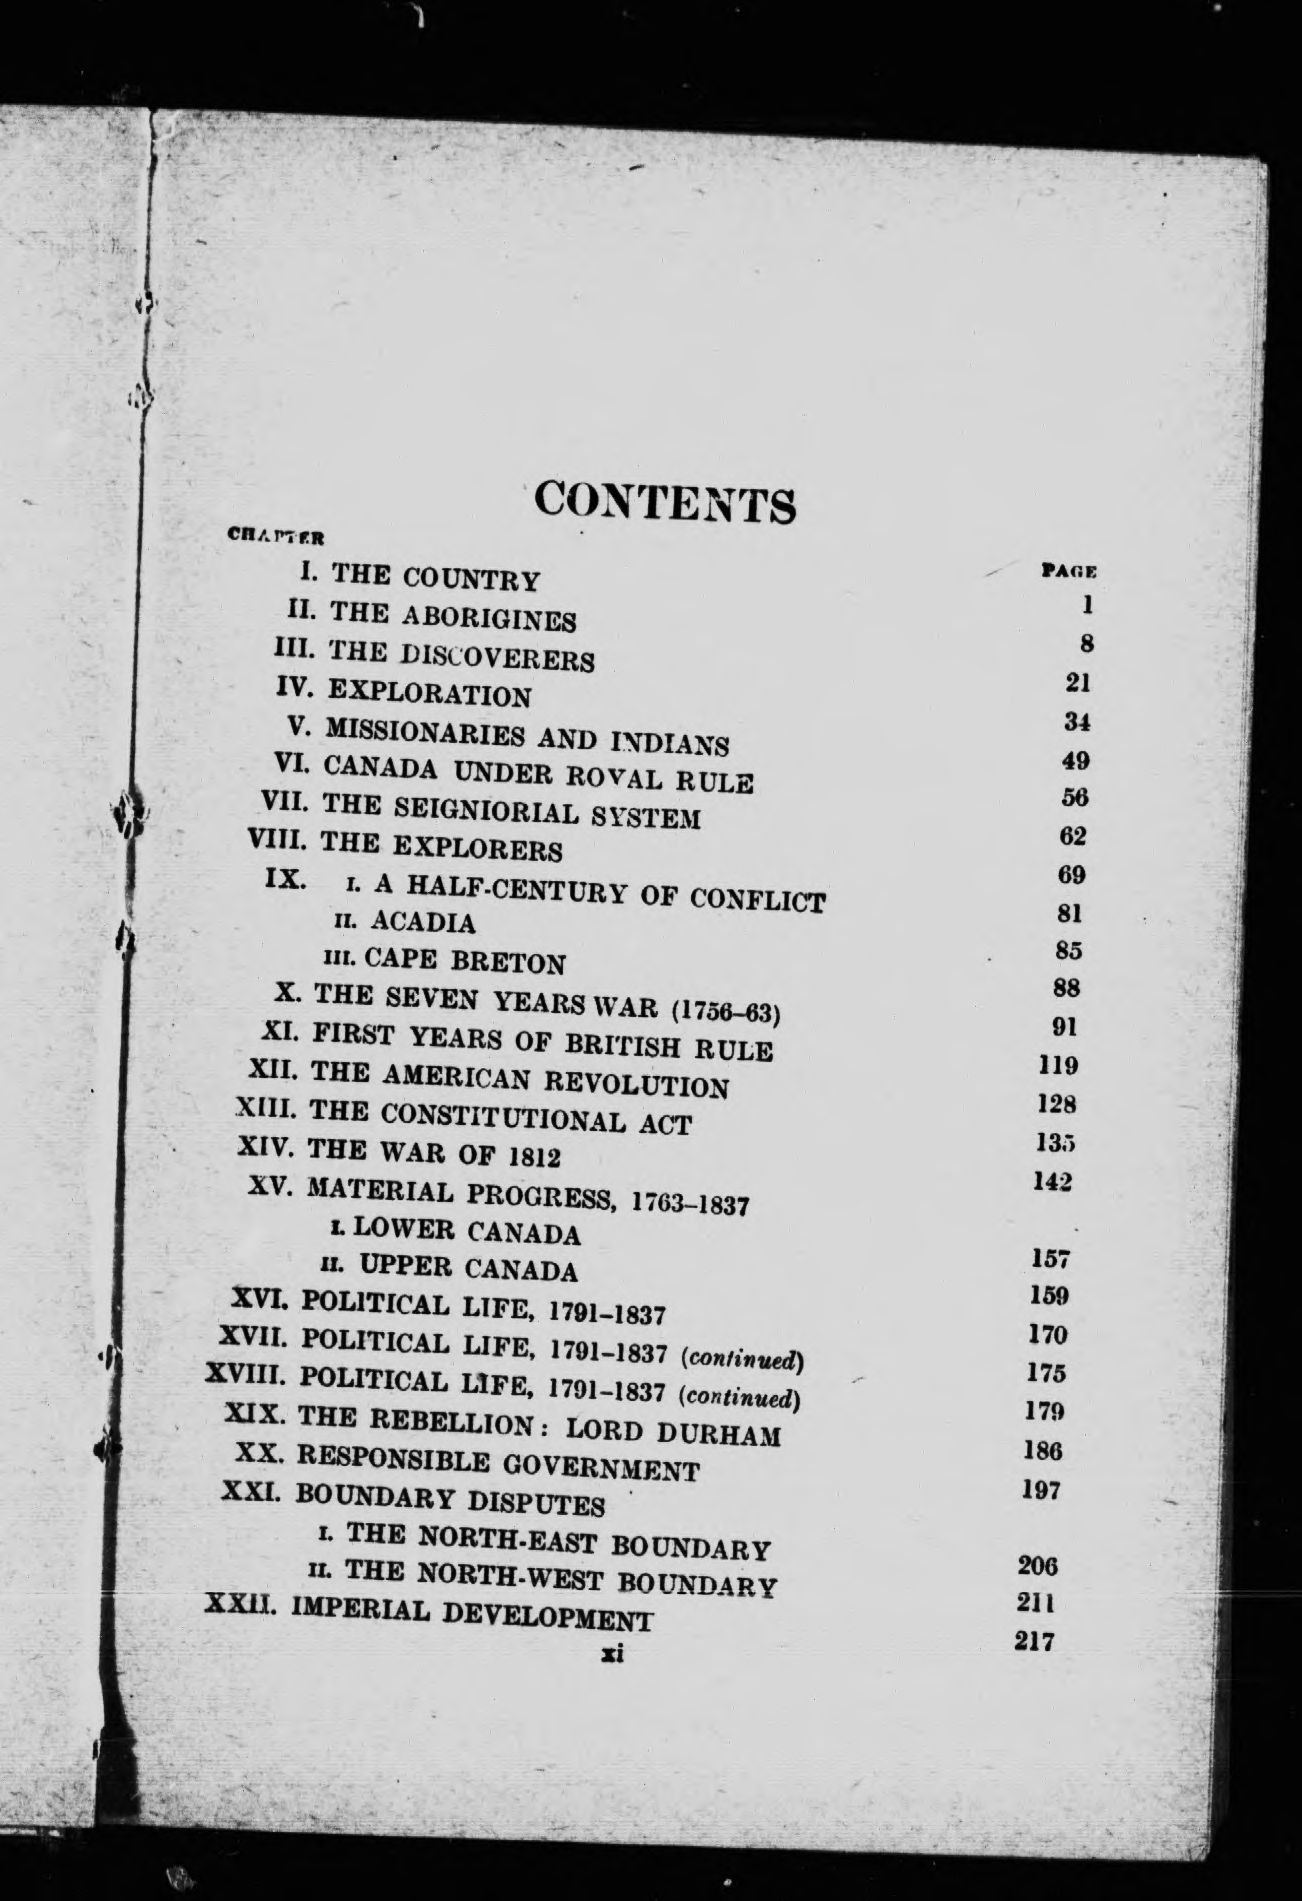 CONTENTS
CHAPTER PAGE
I. THE COUNTRY 1
II. THE ABORIGINES 8
III. THE DISCOVERERS 21
IV. EXPLORATION 34
V. MISSIONARIES AND INDIANS 49
VI. CANADA UNDER ROYAL RULE 56
VII. THE SEIGNIORIAL SYSTEM 62
VIII. THE EXPLORERS 69
IX. I. A HALF-CENTURY OF CONFLICT 81
II. ACADIA 85
III. CAPE BRETON 88
X. THE SEVEN YEARS WAR (1756–63) 91
XI. FIRST YEARS OF BRITISH RULE 119
XII. THE AMERICAN REVOLUTION 128
XIII. THE CONSTITUTIONAL ACT 135
XIV. THE WAR OF 1812 142
XV. MATERIAL PROGRESS, 1763–1837
I. LOWER CANADA 157
II. UPPER CANADA 159
XVI. POLITICAL LIFE, 1791–1837 170
XVII. POLITICAL LIFE, 1791–1837 (continued) 175
XVIII. POLITICAL LIFE, 1791–1837 (continued) 179
XIX. THE REBELLION: LORD DURHAM 186
XX. RESPONSIBLE GOVERNMENT 197
XXI. BOUNDARY DISPUTES
I. THE NORTH-EAST BOUNDARY 206
II. THE NORTH-WEST BOUNDARY 211
XXII. IMPERIAL DEVELOPMENT 217
xi